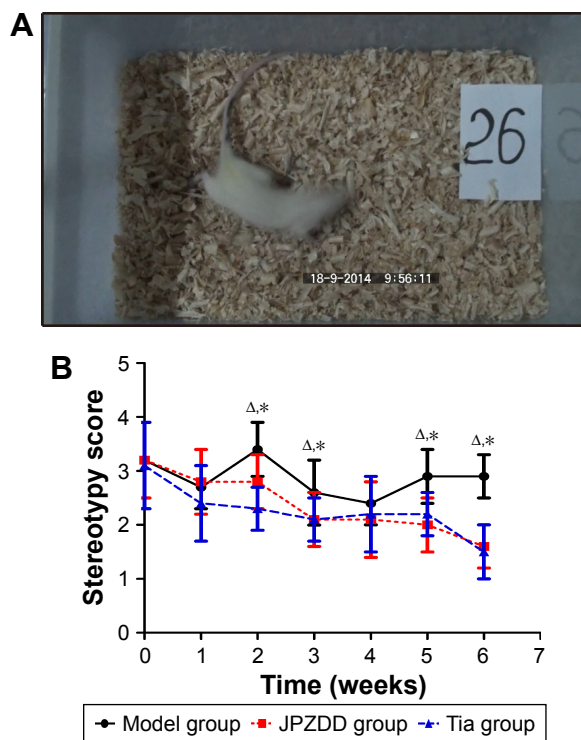 A
26
18-9-2014 9:56:11
B
Stereotypy score
5
4
3
2
1
0
Δ,*
Δ,*
Δ,*
Δ,*
0 1 2 3 4 5 6 7
Time (weeks)
Model group JPZDD group Tia group